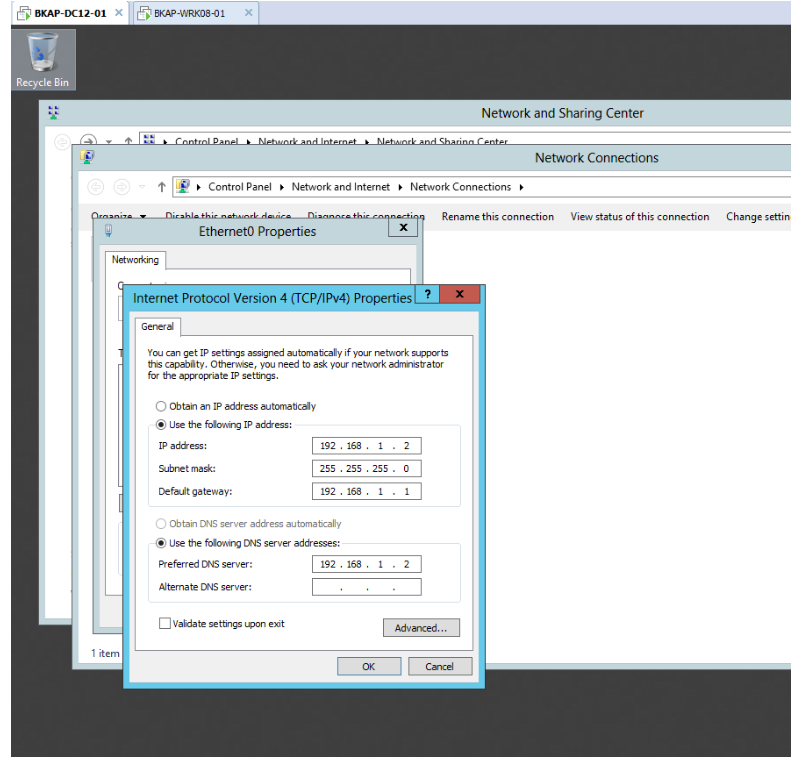 BKAP-DC12-01 × BKAP-WRK08-01 ×
Recycle Bin
Network and Sharing Center
Control Panel Network and Internet Network and Sharing Center
Network Connections
Control Panel Network and Internet Network Connections
Organize Disable this network device Diagnose this connection Rename this connection View status of this connection Change settin
Ethernet0 Properties x
Networking
Internet Protocol Version 4 (TCP/IPv4) Properties ? x
General
You can get IP settings assigned automatically if your network supports
this capability. Otherwise, you need to ask your network administrator
for the appropriate IP settings.
Obtain an IP address automatically
Use the following IP address:
IP address: 192 . 168 . 1 . 2
Subnet mask: 255 . 255 . 255 . 0
Default gateway: 192 . 168 . 1 . 1
Obtain DNS server address automatically
Use the following DNS server addresses:
Preferred DNS server: 192 . 168 . 1 . 2
Alternate DNS server: . . .
Validate settings upon exit
Advanced...
1 item
OK Cancel